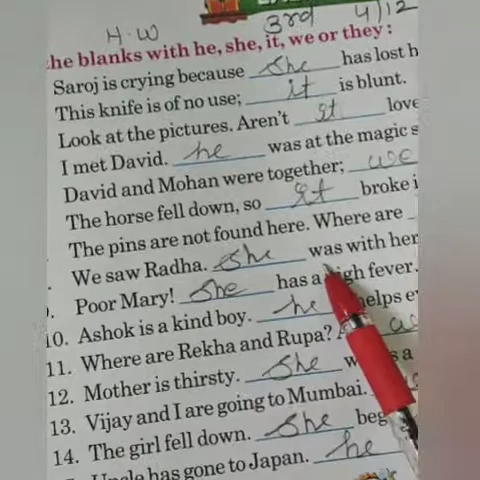 H.W 3rd 4/12
he blanks with he, she, it, we or they:
Saroj is crying because she has lost h
This knife is of no use; it is blunt.
Look at the pictures. Aren't it love
I met David. he was at the magic s
David and Mohan were together; we
The horse fell down, so it broke i
The pins are not found here. Where are
We saw Radha. She was with her
Poor Mary! She has a high fever.
10. Ashok is a kind boy. he helps e
11. Where are Rekha and Rupa? A
12. Mother is thirsty. She w s a
13. Vijay and I are going to Mumbai.
14. The girl fell down. She beg
Uncle has gone to Japan. he